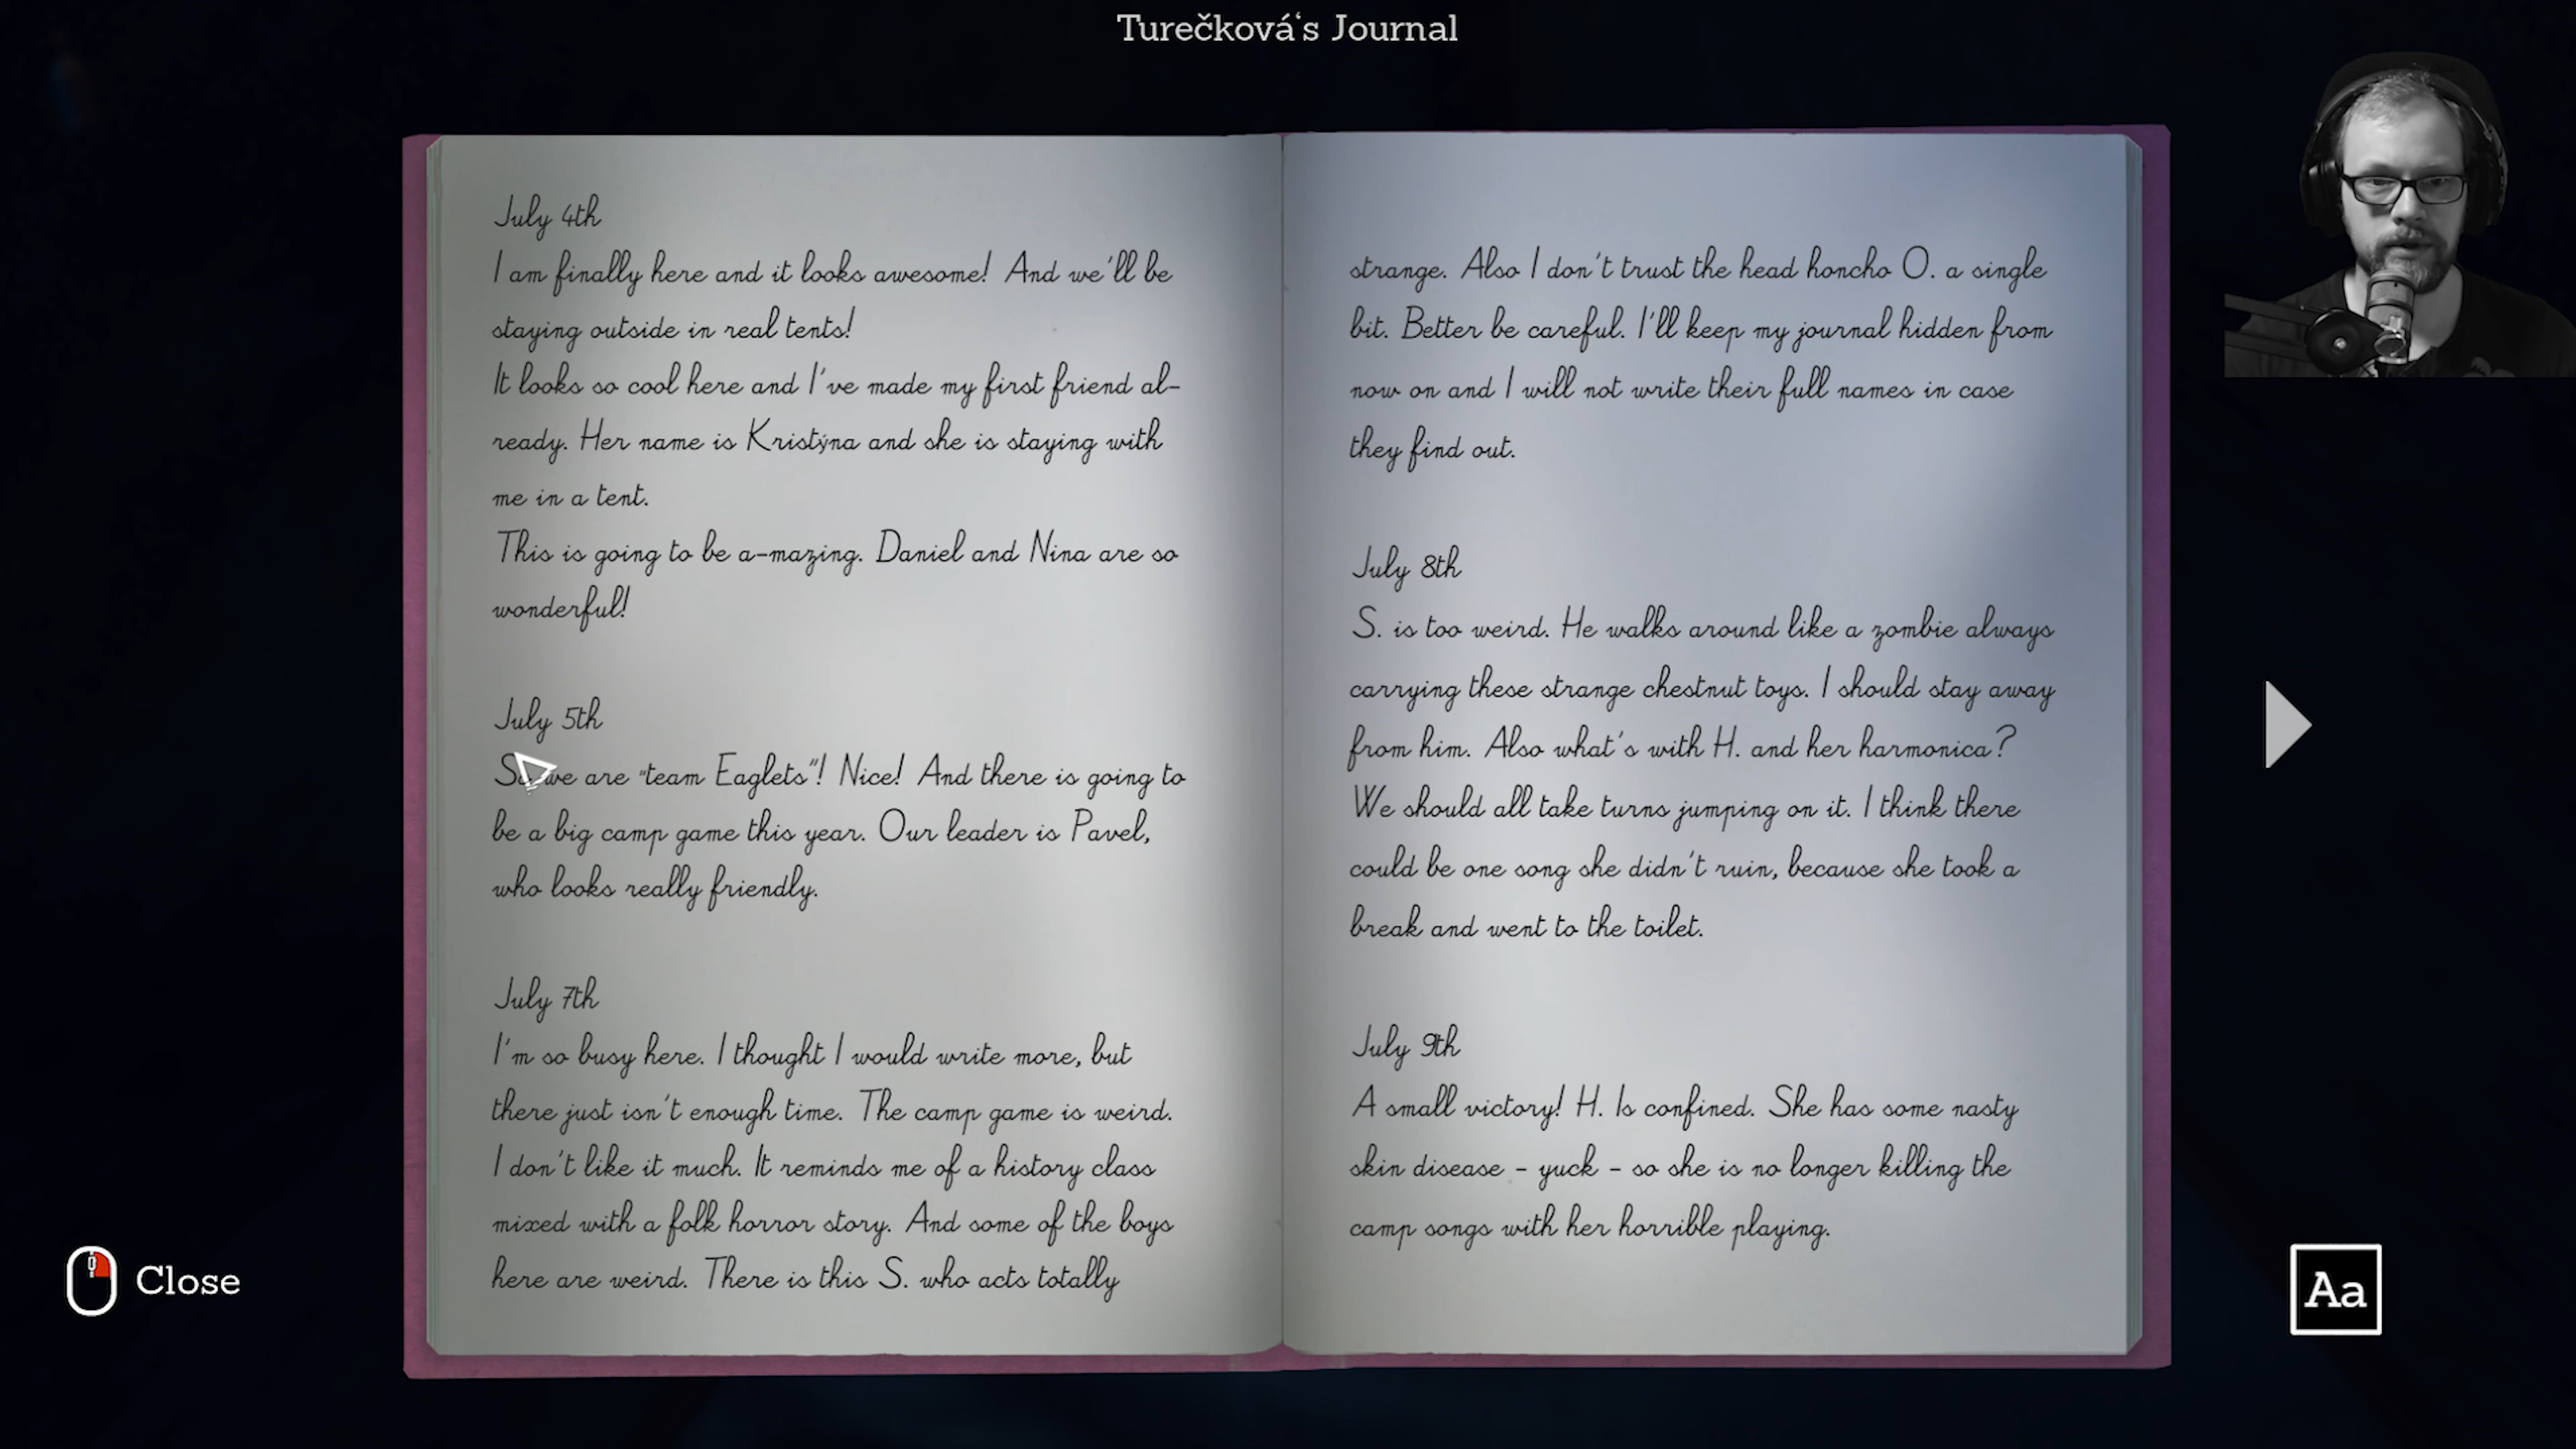 Turečková‘s Journal
July 4th
I am finally here and it looks awesome! And we'll be
staying outside in real tents!
It looks so cool here and I've made my first friend al-
ready. Her name is Kristýna and she is staying with
me in a tent.
This is going to be a-mazing. Daniel and Nina are so
wonderful!
July 5th
So we are "team Eaglets"! Nice! And there is going to
be a big camp game this year. Our leader is Pavel,
who looks really friendly.
July 7th
I'm so busy here. I thought I would write more, but
there just isn't enough time. The camp game is weird.
I don't like it much. It reminds me of a history class
mixed with a folk horror story. And some of the boys
here are weird. There is this S. who acts totally
strange. Also I don't trust the head honcho O. a single
bit. Better be careful. I'll keep my journal hidden from
now on and I will not write their full names in case
they find out.
July 8th
S. is too weird. He walks around like a zombie always
carrying these strange chestnut toys. I should stay away
from him. Also what's with H. and her harmonica?
We should all take turns jumping on it. I think there
could be one song she didn't ruin, because she took a
break and went to the toilet.
July 9th
A small victory! H. Is confined. She has some nasty
skin disease - yuck - so she is no longer killing the
camp songs with her horrible playing.
Close
Aa